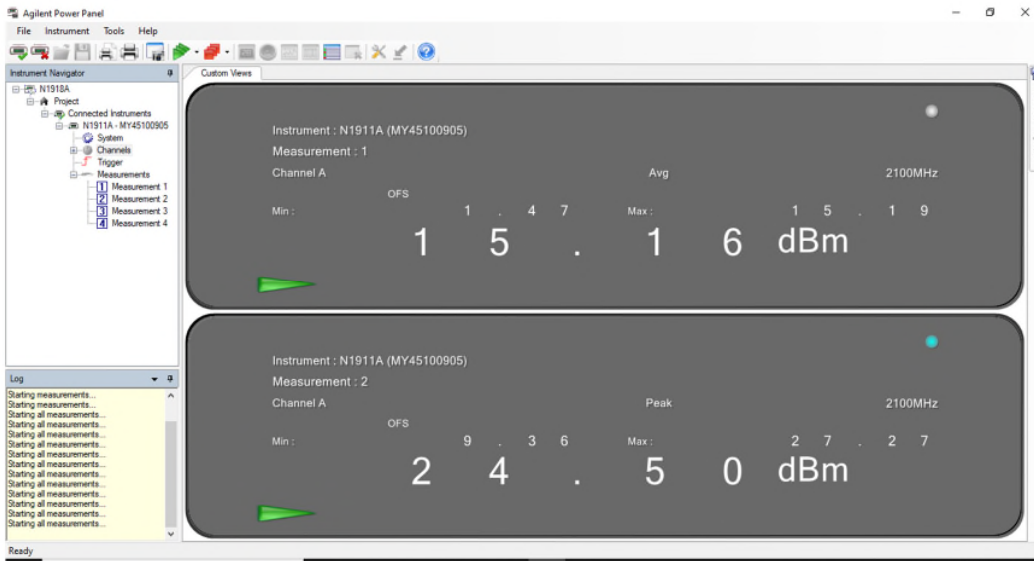 Agilent Power Panel
File Instrument Tools Help
Instrument Navigator
N1918A
Project
Connected Instruments
N1911A - MY45100905
System
Channels
Trigger
Measurements
1 Measurement 1
2 Measurement 2
3 Measurement 3
4 Measurement 4
Log
Starting measurements...
Starting measurements...
Starting all measurements...
Starting all measurements...
Starting all measurements...
Starting all measurements...
Starting all measurements...
Starting all measurements...
Starting all measurements...
Starting all measurements...
Starting all measurements...
Starting all measurements...
Starting all measurements...
Starting all measurements...
Custom Views
Instrument : N1911A (MY45100905)
Measurement : 1
Channel A Avg 2100MHz
OFS
Min : 1 . 4 7 Max : 1 5 . 1 9
1 5 . 1 6 dBm
Instrument : N1911A (MY45100905)
Measurement : 2
Channel A Peak 2100MHz
OFS
Min : 9 . 3 6 Max : 2 7 . 2 7
2 4 . 5 0 dBm
Ready